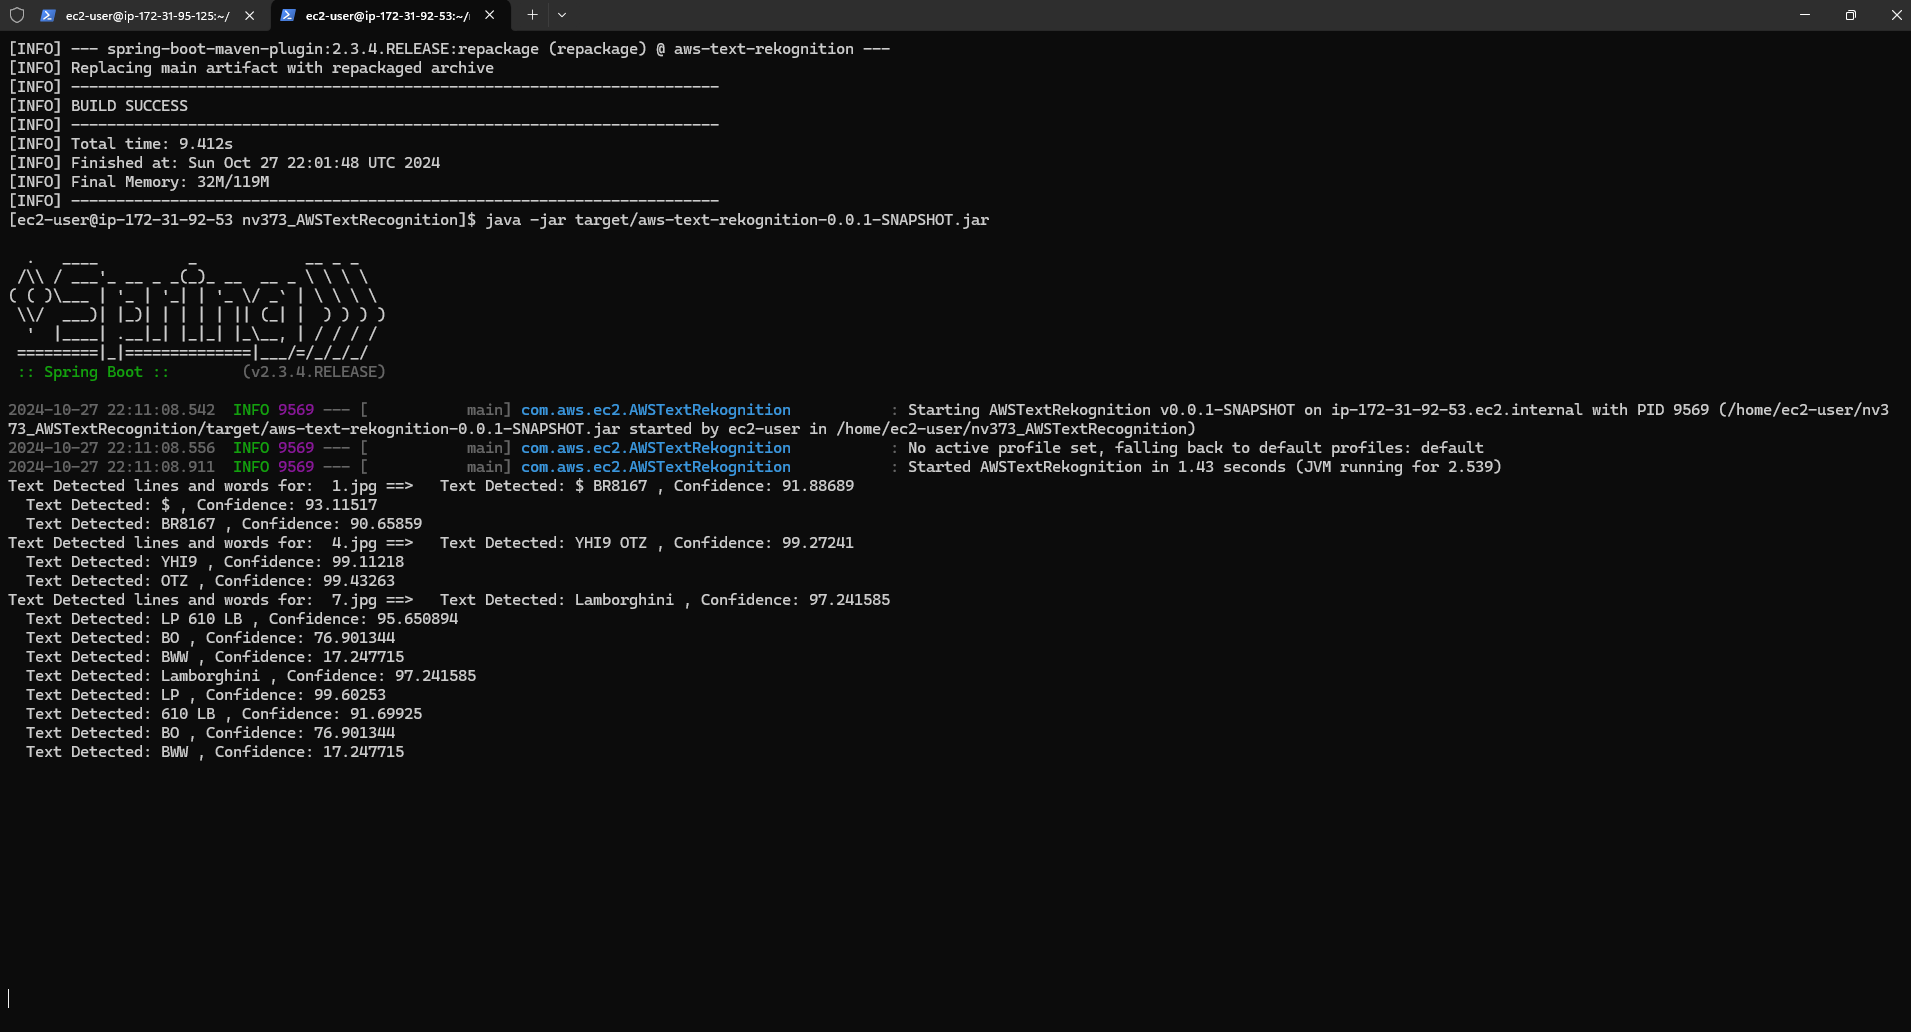 ec2-user@ip-172-31-95-125:~/
ec2-user@ip-172-31-92-53:~/
[INFO] --- spring-boot-maven-plugin:2.3.4.RELEASE:repackage (repackage) @ aws-text-rekognition ---
[INFO] Replacing main artifact with repackaged archive
[INFO] ------------------------------------------------------------------------
[INFO] BUILD SUCCESS
[INFO] ------------------------------------------------------------------------
[INFO] Total time: 9.412s
[INFO] Finished at: Sun Oct 27 22:01:48 UTC 2024
[INFO] Final Memory: 32M/119M
[INFO] ------------------------------------------------------------------------
[ec2-user@ip-172-31-92-53 nv373_AWSTextRecognition]$ java -jar target/aws-text-rekognition-0.0.1-SNAPSHOT.jar
  .   ____          _            __ _ _
 /\\ / ___'_ __ _ _(_)_ __  __ _ \ \ \ \
( ( )\___ | '_ | '_| | '_ \/ _` | \ \ \ \
 \\/  ___)| |_)| | | | | || (_| |  ) ) ) )
  '  |____| .__|_| |_|_| |_\__, | / / / /
 =========|_|==============|___/=/_/_/_/
 :: Spring Boot ::        (v2.3.4.RELEASE)
2024-10-27 22:11:08.542  INFO 9569 --- [           main] com.aws.ec2.AWSTextRekognition           : Starting AWSTextRekognition v0.0.1-SNAPSHOT on ip-172-31-92-53.ec2.internal with PID 9569 (/home/ec2-user/nv3
73_AWSTextRecognition/target/aws-text-rekognition-0.0.1-SNAPSHOT.jar started by ec2-user in /home/ec2-user/nv373_AWSTextRecognition)
2024-10-27 22:11:08.556  INFO 9569 --- [           main] com.aws.ec2.AWSTextRekognition           : No active profile set, falling back to default profiles: default
2024-10-27 22:11:08.911  INFO 9569 --- [           main] com.aws.ec2.AWSTextRekognition           : Started AWSTextRekognition in 1.43 seconds (JVM running for 2.539)
Text Detected lines and words for:  1.jpg ==>   Text Detected: $ BR8167 , Confidence: 91.88689
  Text Detected: $ , Confidence: 93.11517
  Text Detected: BR8167 , Confidence: 90.65859
Text Detected lines and words for:  4.jpg ==>   Text Detected: YHI9 OTZ , Confidence: 99.27241
  Text Detected: YHI9 , Confidence: 99.11218
  Text Detected: OTZ , Confidence: 99.43263
Text Detected lines and words for:  7.jpg ==>   Text Detected: Lamborghini , Confidence: 97.241585
  Text Detected: LP 610 LB , Confidence: 95.650894
  Text Detected: BO , Confidence: 76.901344
  Text Detected: BWW , Confidence: 17.247715
  Text Detected: Lamborghini , Confidence: 97.241585
  Text Detected: LP , Confidence: 99.60253
  Text Detected: 610 LB , Confidence: 91.69925
  Text Detected: BO , Confidence: 76.901344
  Text Detected: BWW , Confidence: 17.247715